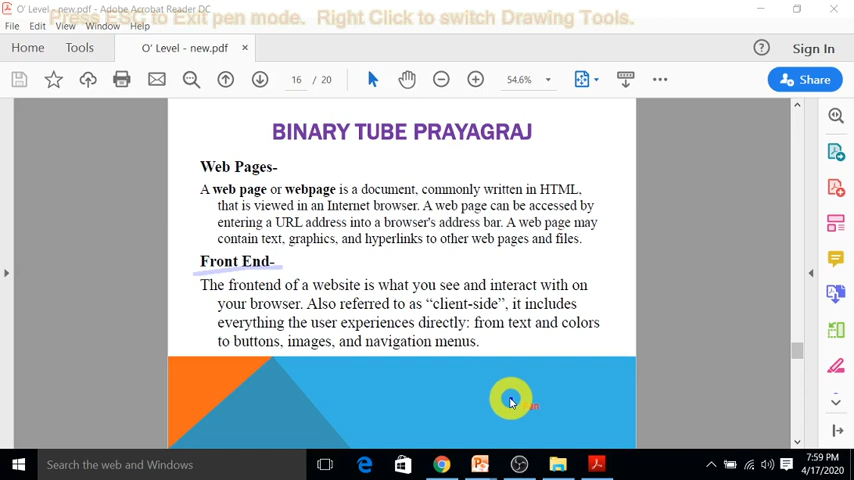 O' Level - new.pdf - Adobe Acrobat Reader DC
Press ESC to Exit pen mode. Right Click to switch Drawing Tools.
File Edit View Window Help
Home Tools O' Level - new.pdf × Sign In
16 / 20 54.6% Share
BINARY TUBE PRAYAGRAJ
Web Pages-
A web page or webpage is a document, commonly written in HTML,
that is viewed in an Internet browser. A web page can be accessed by
entering a URL address into a browser's address bar. A web page may
contain text, graphics, and hyperlinks to other web pages and files.
Front End-
The frontend of a website is what you see and interact with on
your browser. Also referred to as “client-side”, it includes
everything the user experiences directly: from text and colors
to buttons, images, and navigation menus.
Pen
Search the web and Windows
7:59 PM
4/17/2020